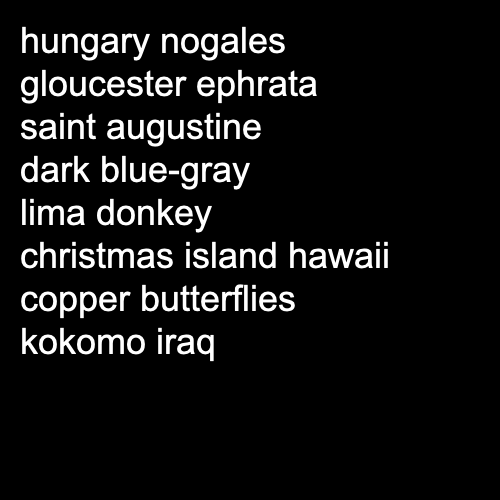 hungary nogales
gloucester ephrata
saint augustine
dark blue-gray
lima donkey
christmas island hawaii
copper butterflies
kokomo iraq